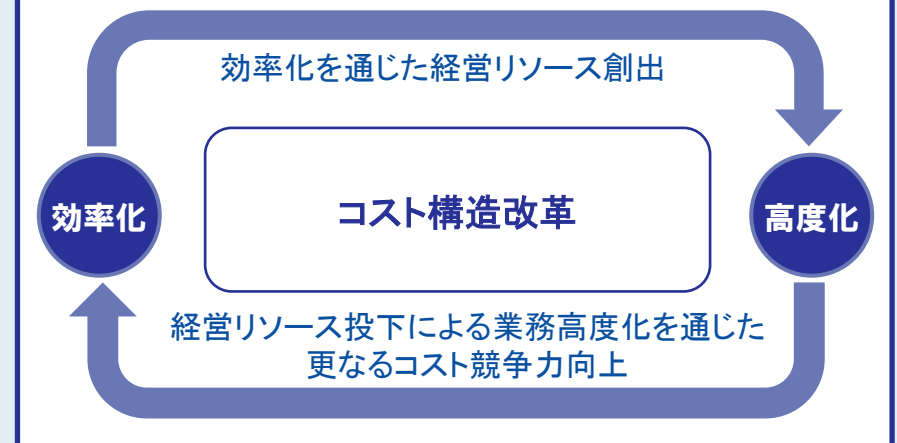 効率化を通じた経営リソース創出
効率化
コスト構造改革
高度化
経営リソース投下による業務高度化を通じた
更なるコスト競争力向上